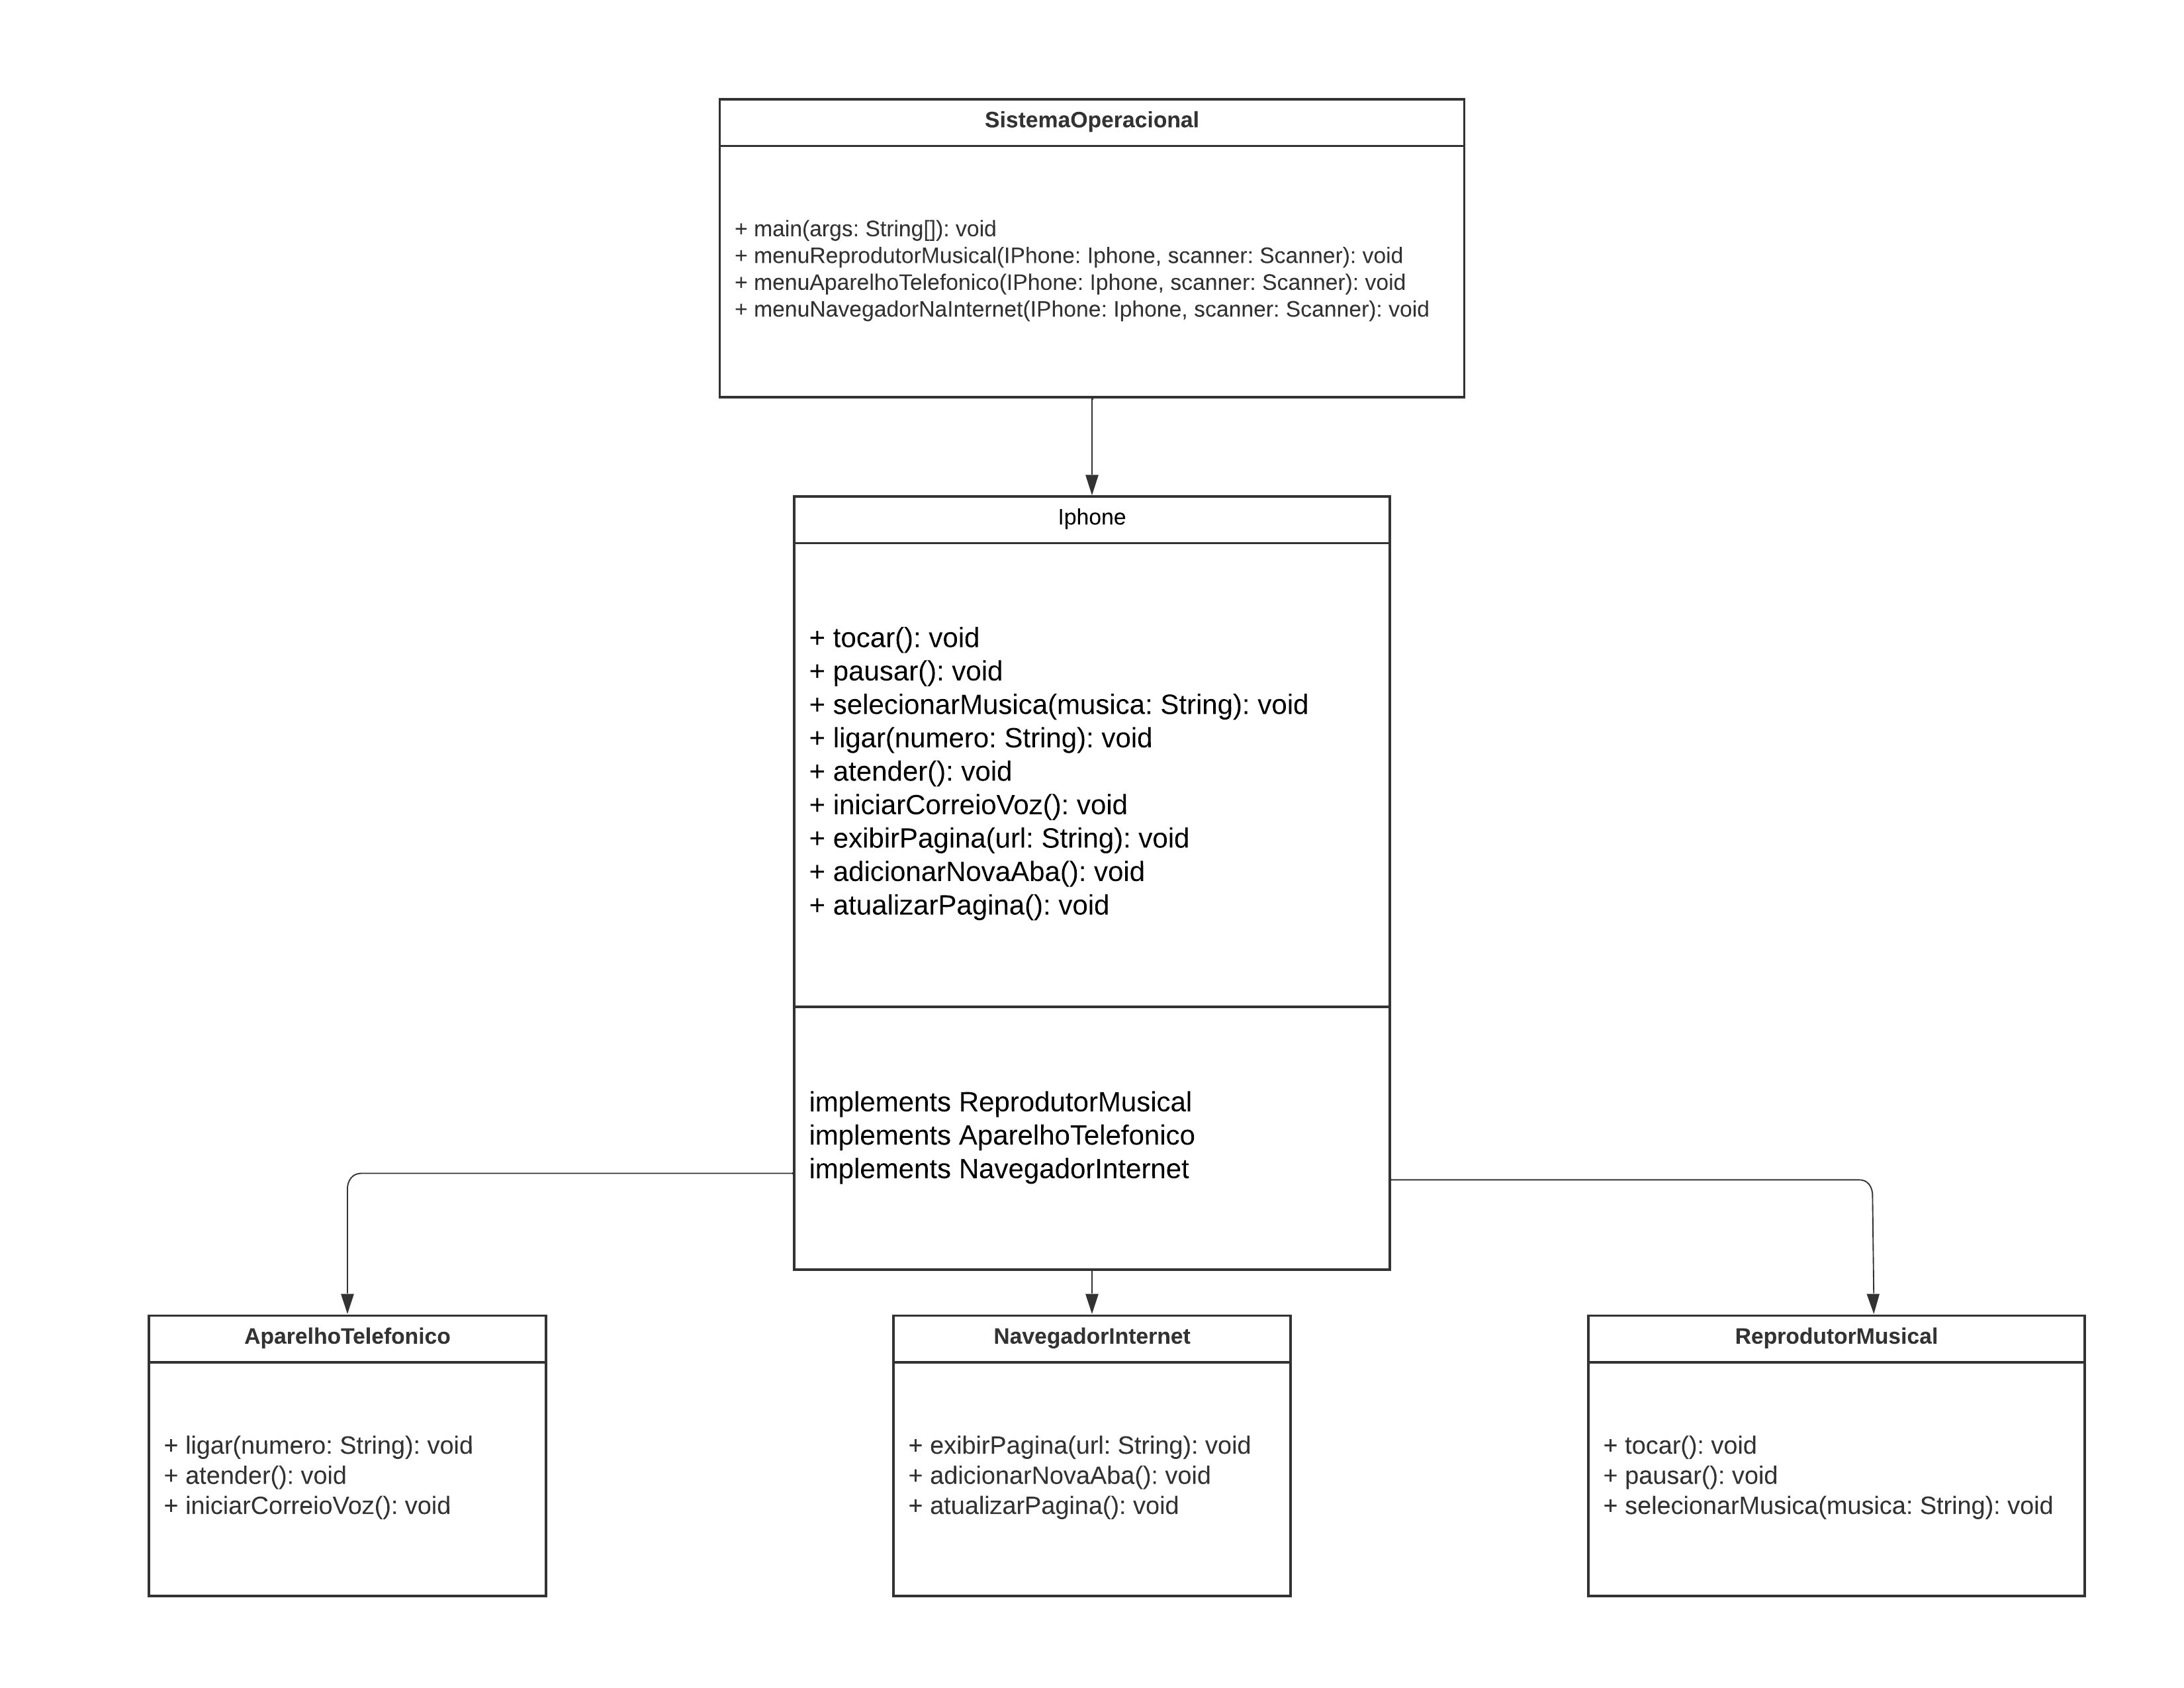 SistemaOperacional
+ main(args: String[]): void
+ menuReprodutorMusical(IPhone: Iphone, scanner: Scanner): void
+ menuAparelhoTelefonico(IPhone: Iphone, scanner: Scanner): void
+ menuNavegadorNaInternet(IPhone: Iphone, scanner: Scanner): void
Iphone
+ tocar(): void
+ pausar(): void
+ selecionarMusica(musica: String): void
+ ligar(numero: String): void
+ atender(): void
+ iniciarCorreioVoz(): void
+ exibirPagina(url: String): void
+ adicionarNovaAba(): void
+ atualizarPagina(): void
implements ReprodutorMusical
implements AparelhoTelefonico
implements NavegadorInternet
AparelhoTelefonico
+ ligar(numero: String): void
+ atender(): void
+ iniciarCorreioVoz(): void
NavegadorInternet
+ exibirPagina(url: String): void
+ adicionarNovaAba(): void
+ atualizarPagina(): void
ReprodutorMusical
+ tocar(): void
+ pausar(): void
+ selecionarMusica(musica: String): void